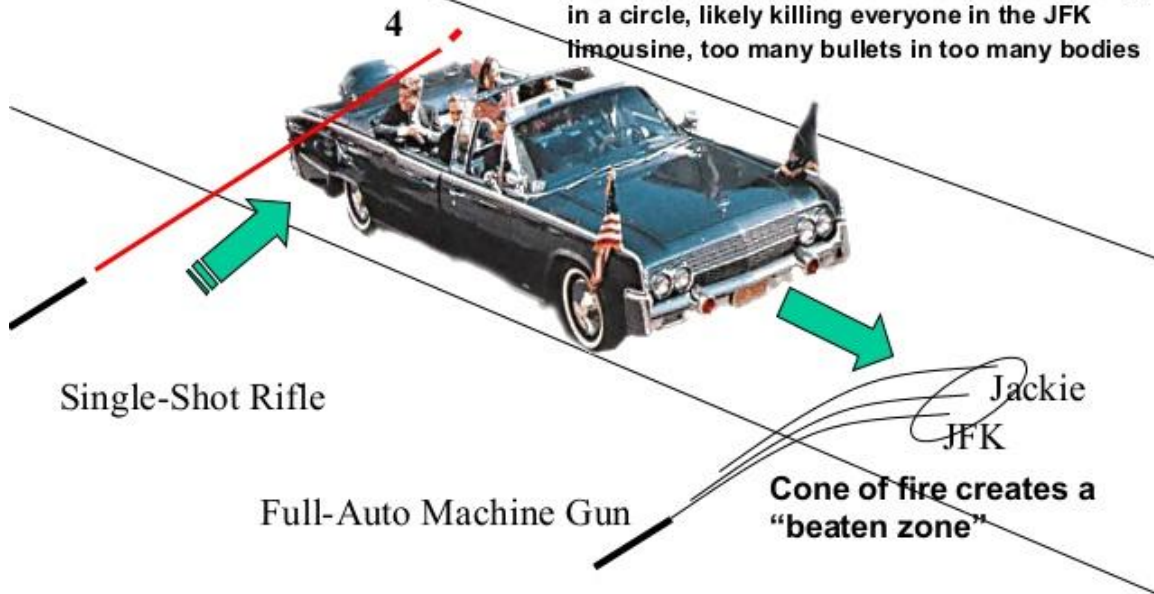 4
in a circle, likely killing everyone in the JFK
limousine, too many bullets in too many bodies
Single-Shot Rifle
Jackie
JFK
Full-Auto Machine Gun
Cone of fire creates a
“beaten zone”